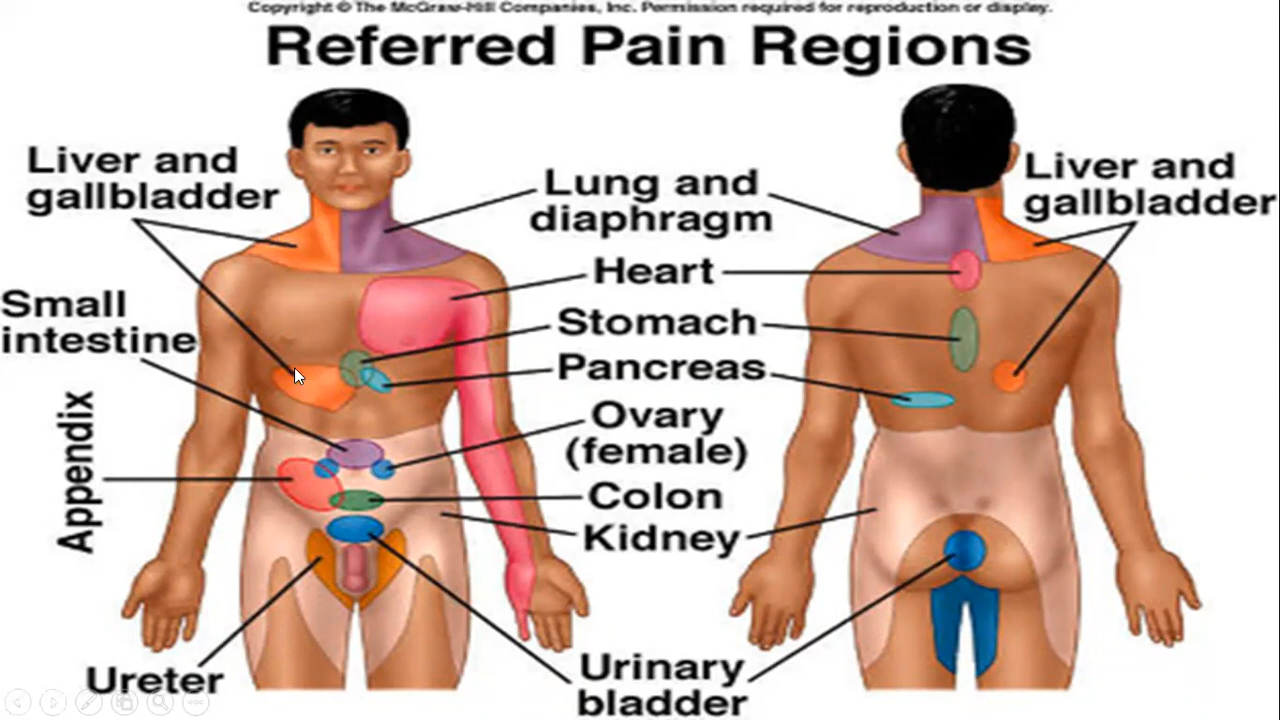 Copyright © The McGraw-Hill Companies, Inc. Permission required for reproduction or display.
Referred Pain Regions
Liver and
gallbladder
Small
intestine
Appendix
Ureter
Lung and
diaphragm
Heart
Stomach
Pancreas
Ovary
(female)
Colon
Kidney
Urinary
bladder
Liver and
gallbladder